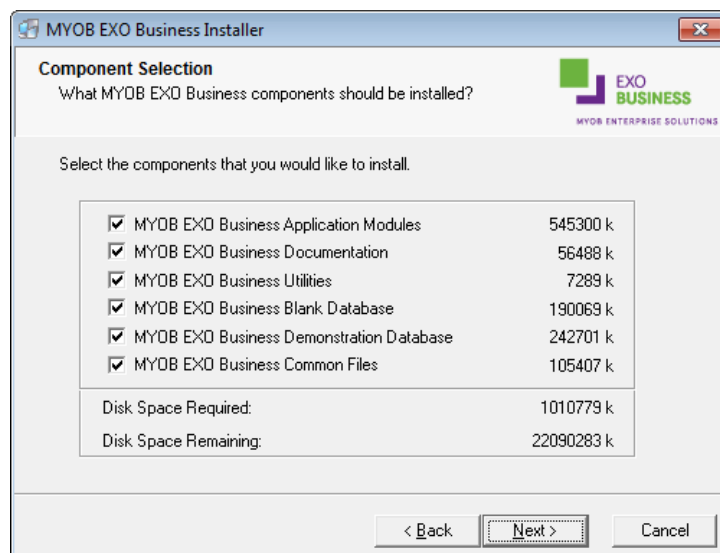 MYOB EXO Business Installer
Component Selection
What MYOB EXO Business components should be installed?
EXO
BUSINESS
MYOB ENTERPRISE SOLUTIONS
Select the components that you would like to install.
MYOB EXO Business Application Modules 545300 k
MYOB EXO Business Documentation 56488 k
MYOB EXO Business Utilities 7289 k
MYOB EXO Business Blank Database 190069 k
MYOB EXO Business Demonstration Database 242701 k
MYOB EXO Business Common Files 105407 k
Disk Space Required: 1010779 k
Disk Space Remaining: 22090283 k
< Back Next > Cancel